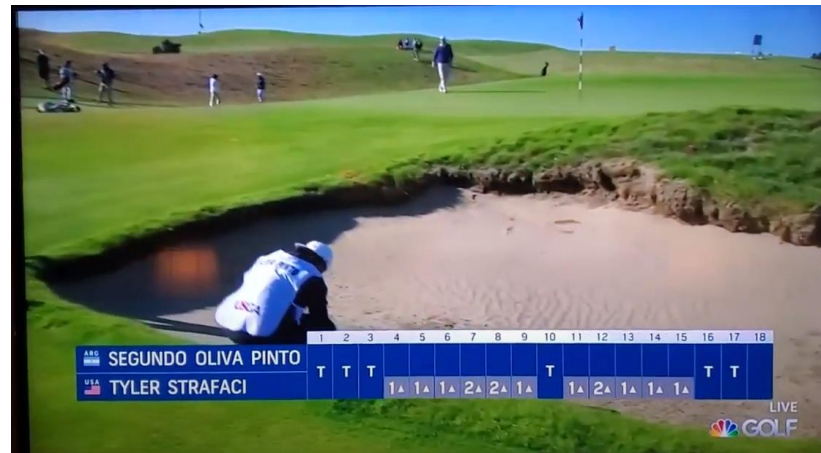 1 2 3 4 5 6 7 8 9 10 11 12 13 14 15 16 17 18
ARG SEGUNDO OLIVA PINTO
T T T T T T
USA TYLER STRAFACI 1▲ 1▲ 1▲ 2▲ 2▲ 1▲ 1▲ 2▲ 1▲ 1▲ 1▲
LIVE
GOLF